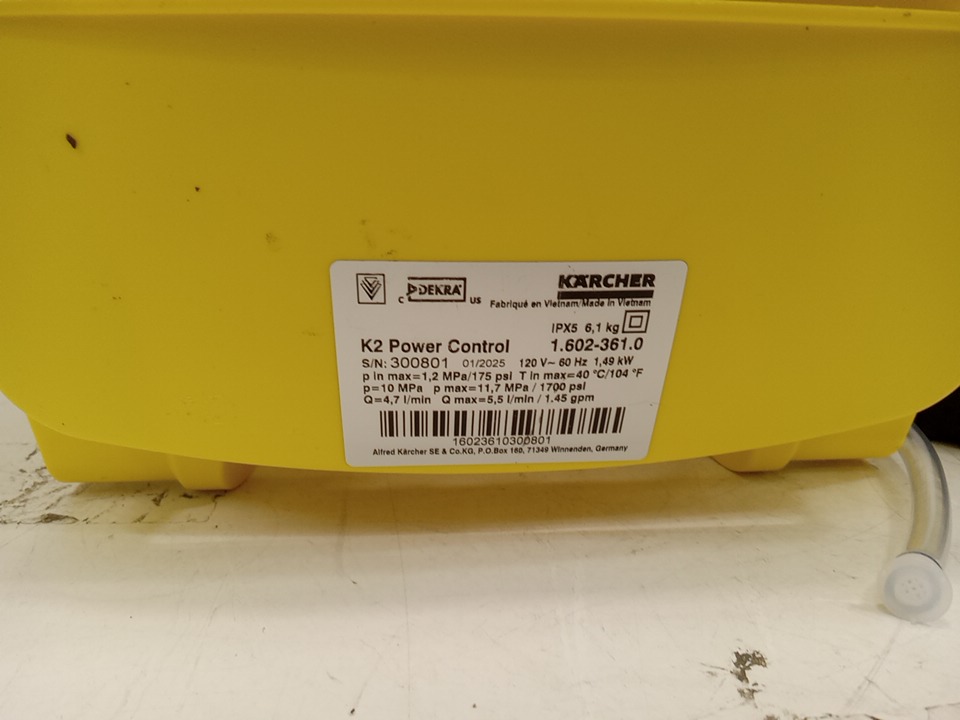 c DEKRA us
KÄRCHER
Fabriqué en Vietnam/Made in Vietnam
IPX5 6,1 kg
K2 Power Control 1.602-361.0
S/N: 300801 01/2025 120 V~ 60 Hz 1,49 kW
p in max=1,2 MPa/175 psi T in max=40 °C/104 °F
p=10 MPa p max=11,7 MPa / 1700 psi
Q=4,7 l/min Q max=5,5 l/min / 1.45 gpm
16023610300801
Alfred Kärcher SE & Co.KG, P.O.Box 160, 71349 Winnenden, Germany